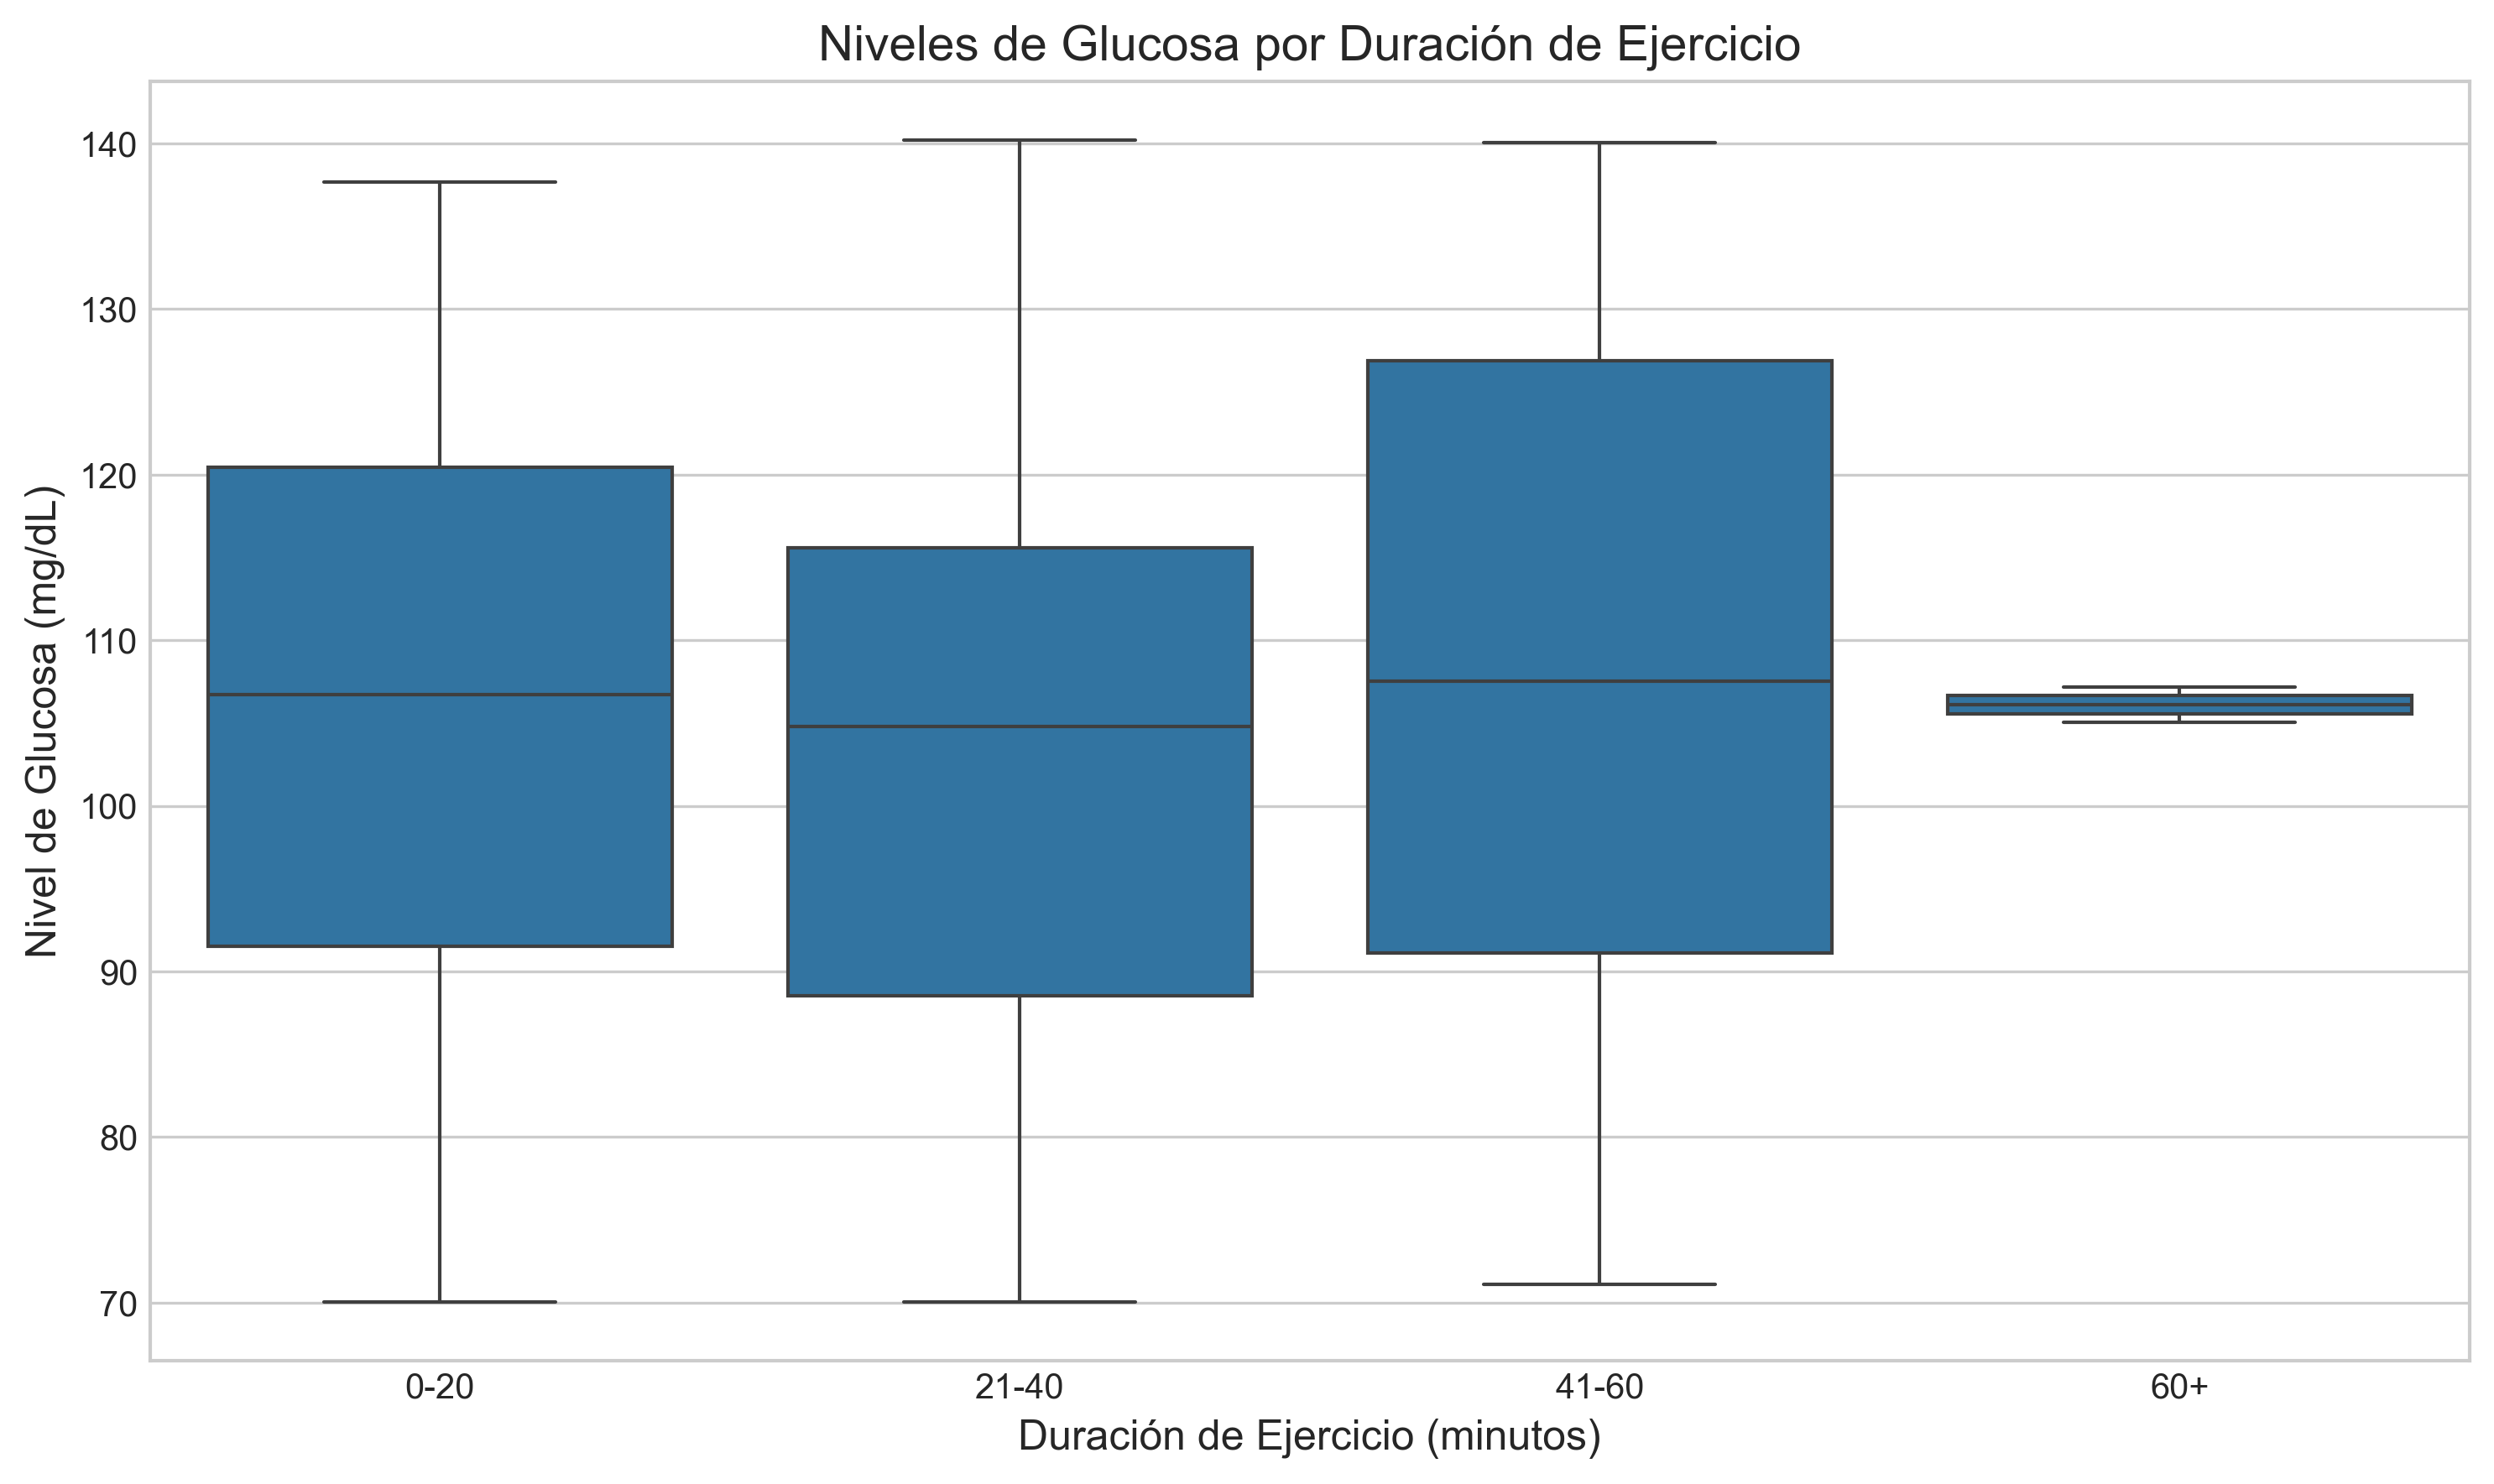 Niveles de Glucosa por Duración de Ejercicio
Nivel de Glucosa (mg/dL)
140
130
120
110
100
90
80
70
0-20 21-40 41-60 60+
Duración de Ejercicio (minutos)